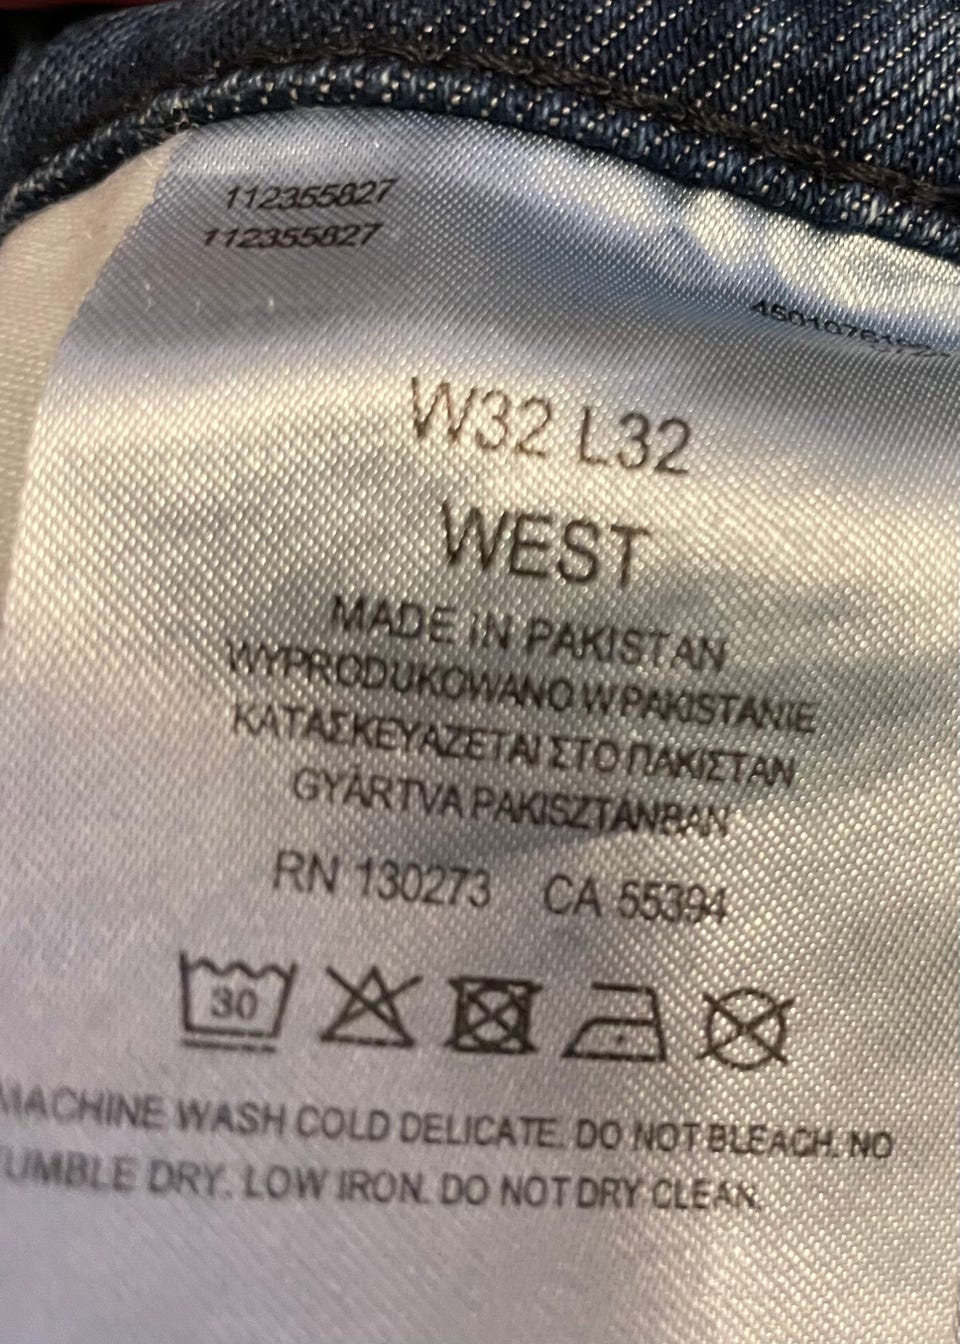 112355827
112355827
W32 L32
WEST
MADE IN PAKISTAN
WYPRODUKOWANO W PAKISTANIE
ΚΑΤΑΣΚΕΥΑΖΕΤΑΙ ΣΤΟ ΠΑΚΙΣΤΑΝ
GYÁRTVA PAKISZTÁNBAN
RN 130273 CA 55394
30
MACHINE WASH COLD DELICATE. DO NOT BLEACH. NO
TUMBLE DRY. LOW IRON. DO NOT DRY CLEAN.